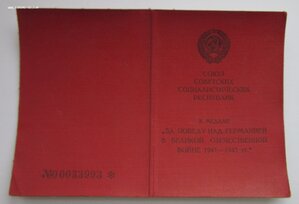 СОЮЗ
СОВЕТСКИХ
СОЦИАЛИСТИЧЕСКИХ
РЕСПУБЛИК
К МЕДАЛИ
„ЗА ПОБЕДУ НАД ГЕРМАНИЕЙ
В ВЕЛИКОЙ ОТЕЧЕСТВЕННОЙ
ВОЙНЕ 1941—1945 гг."